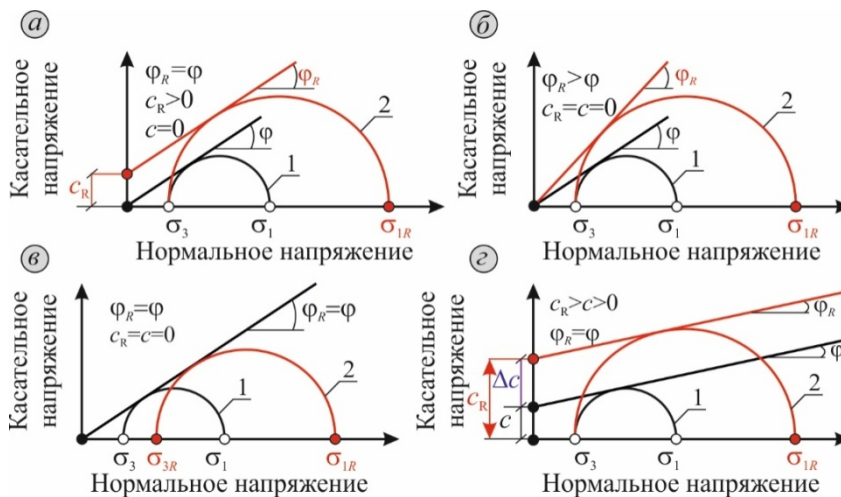 а
Касательное
напряжение
φR=φ
cR>0
c=0
φR
φ
2
1
cR
σ3
σ1
σ1R
Нормальное напряжение
б
Касательное
напряжение
φR>φ
cR=c=0
φR
φ
2
1
σ3
σ1
σ1R
Нормальное напряжение
в
Касательное
напряжение
φR=φ
cR=c=0
φR=φ
2
1
σ3
σ3R
σ1
σ1R
Нормальное напряжение
г
Касательное
напряжение
cR>c>0
φR=φ
φR
φ
Δc
cR
c
1
2
σ3
σ1
σ1R
Нормальное напряжение